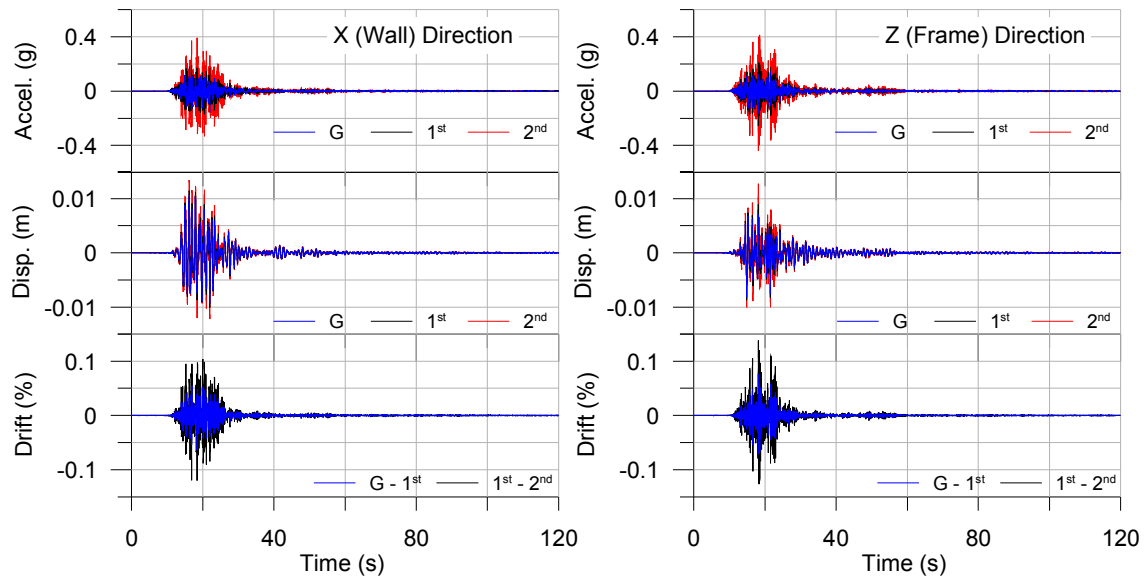 X (Wall) Direction
Accel. (g)
0.4
0
-0.4
G 1st 2nd
Disp. (m)
0.01
0
-0.01
G 1st 2nd
Drift (%)
0.1
0
-0.1
G - 1st 1st - 2nd
0 40 80 120
Time (s)
Z (Frame) Direction
Accel. (g)
0.4
0
-0.4
G 1st 2nd
Disp. (m)
0.01
0
-0.01
G 1st 2nd
Drift (%)
0.1
0
-0.1
G - 1st 1st - 2nd
0 40 80 120
Time (s)